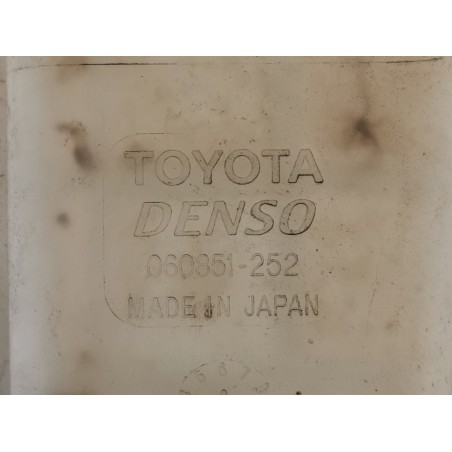 TOYOTA
DENSO
060851-252
MADE IN JAPAN